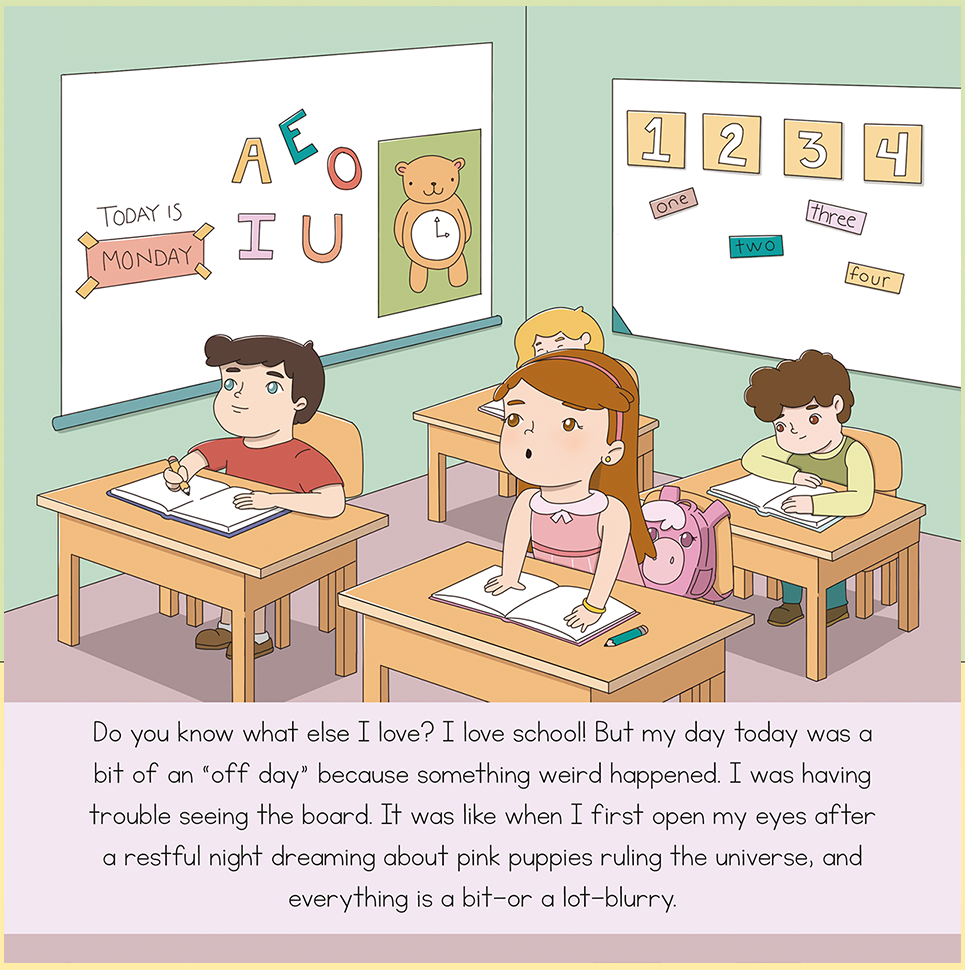 A E O
I U
TODAY IS
MONDAY
1 2 3 4
one
two
three
four
Do you know what else I love? I love school! But my day today was a
bit of an “off day” because something weird happened. I was having
trouble seeing the board. It was like when I first open my eyes after
a restful night dreaming about pink puppies ruling the universe, and
everything is a bit-or a lot-blurry.